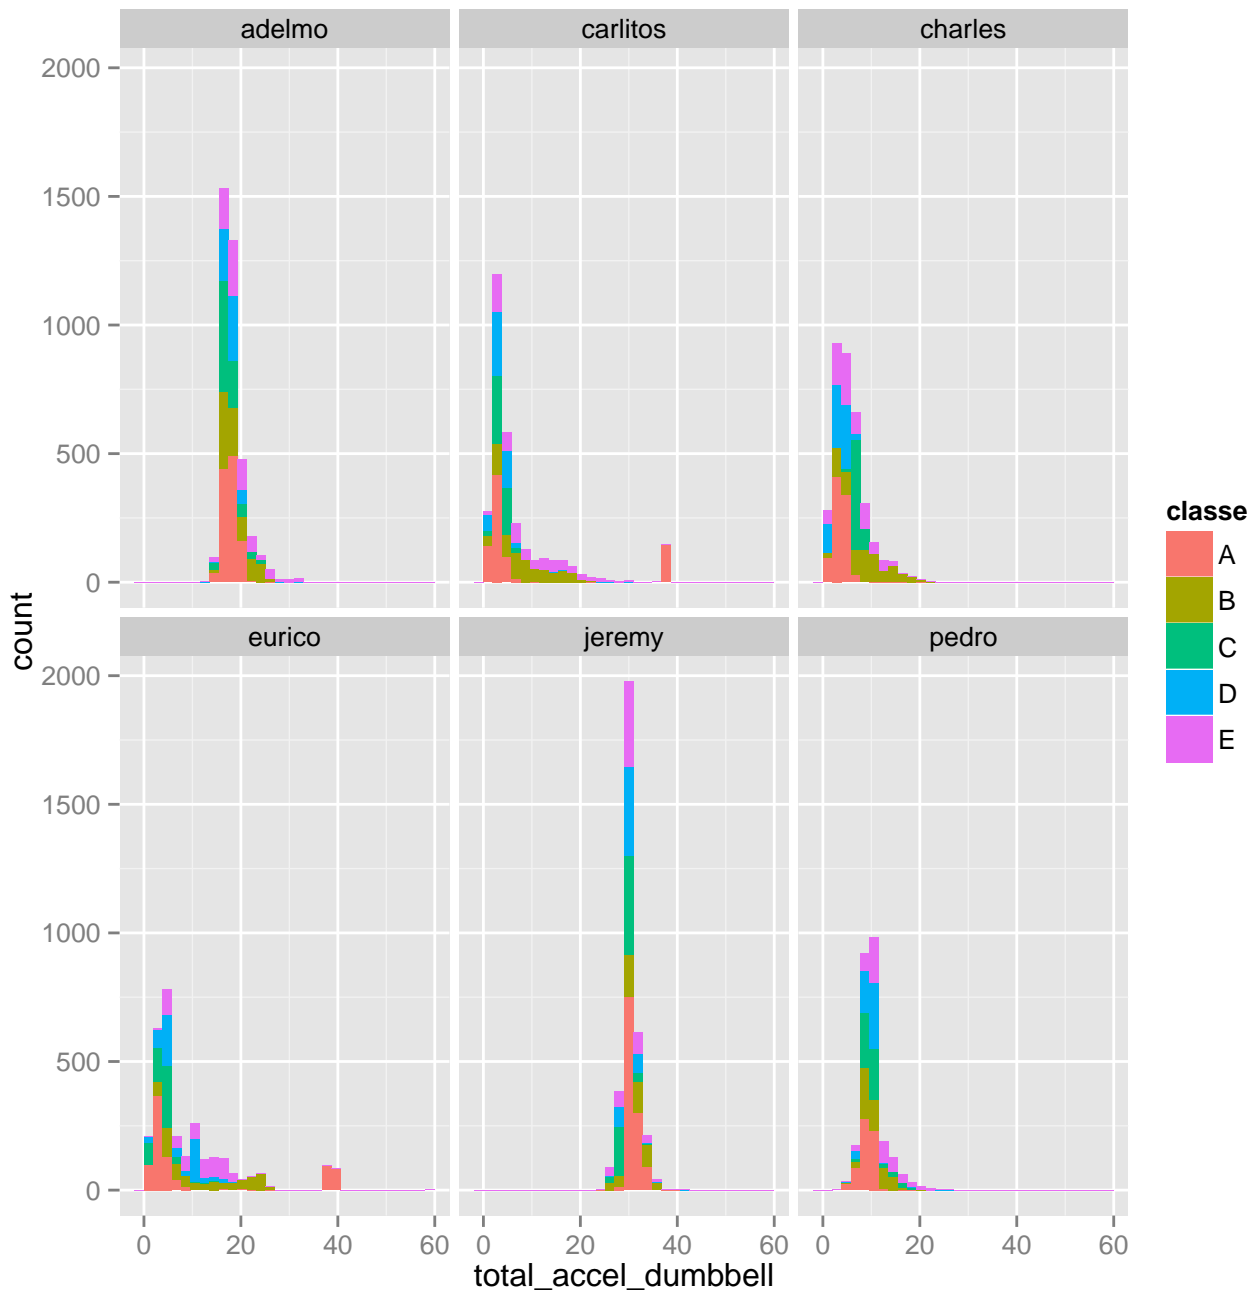 adelmo carlitos charles
2000
1500
1000
500
0
eurico jeremy pedro
2000
1500
1000
500
0
0 20 40 60 0 20 40 60 0 20 40 60
total_accel_dumbbell
count
classe
A
B
C
D
E